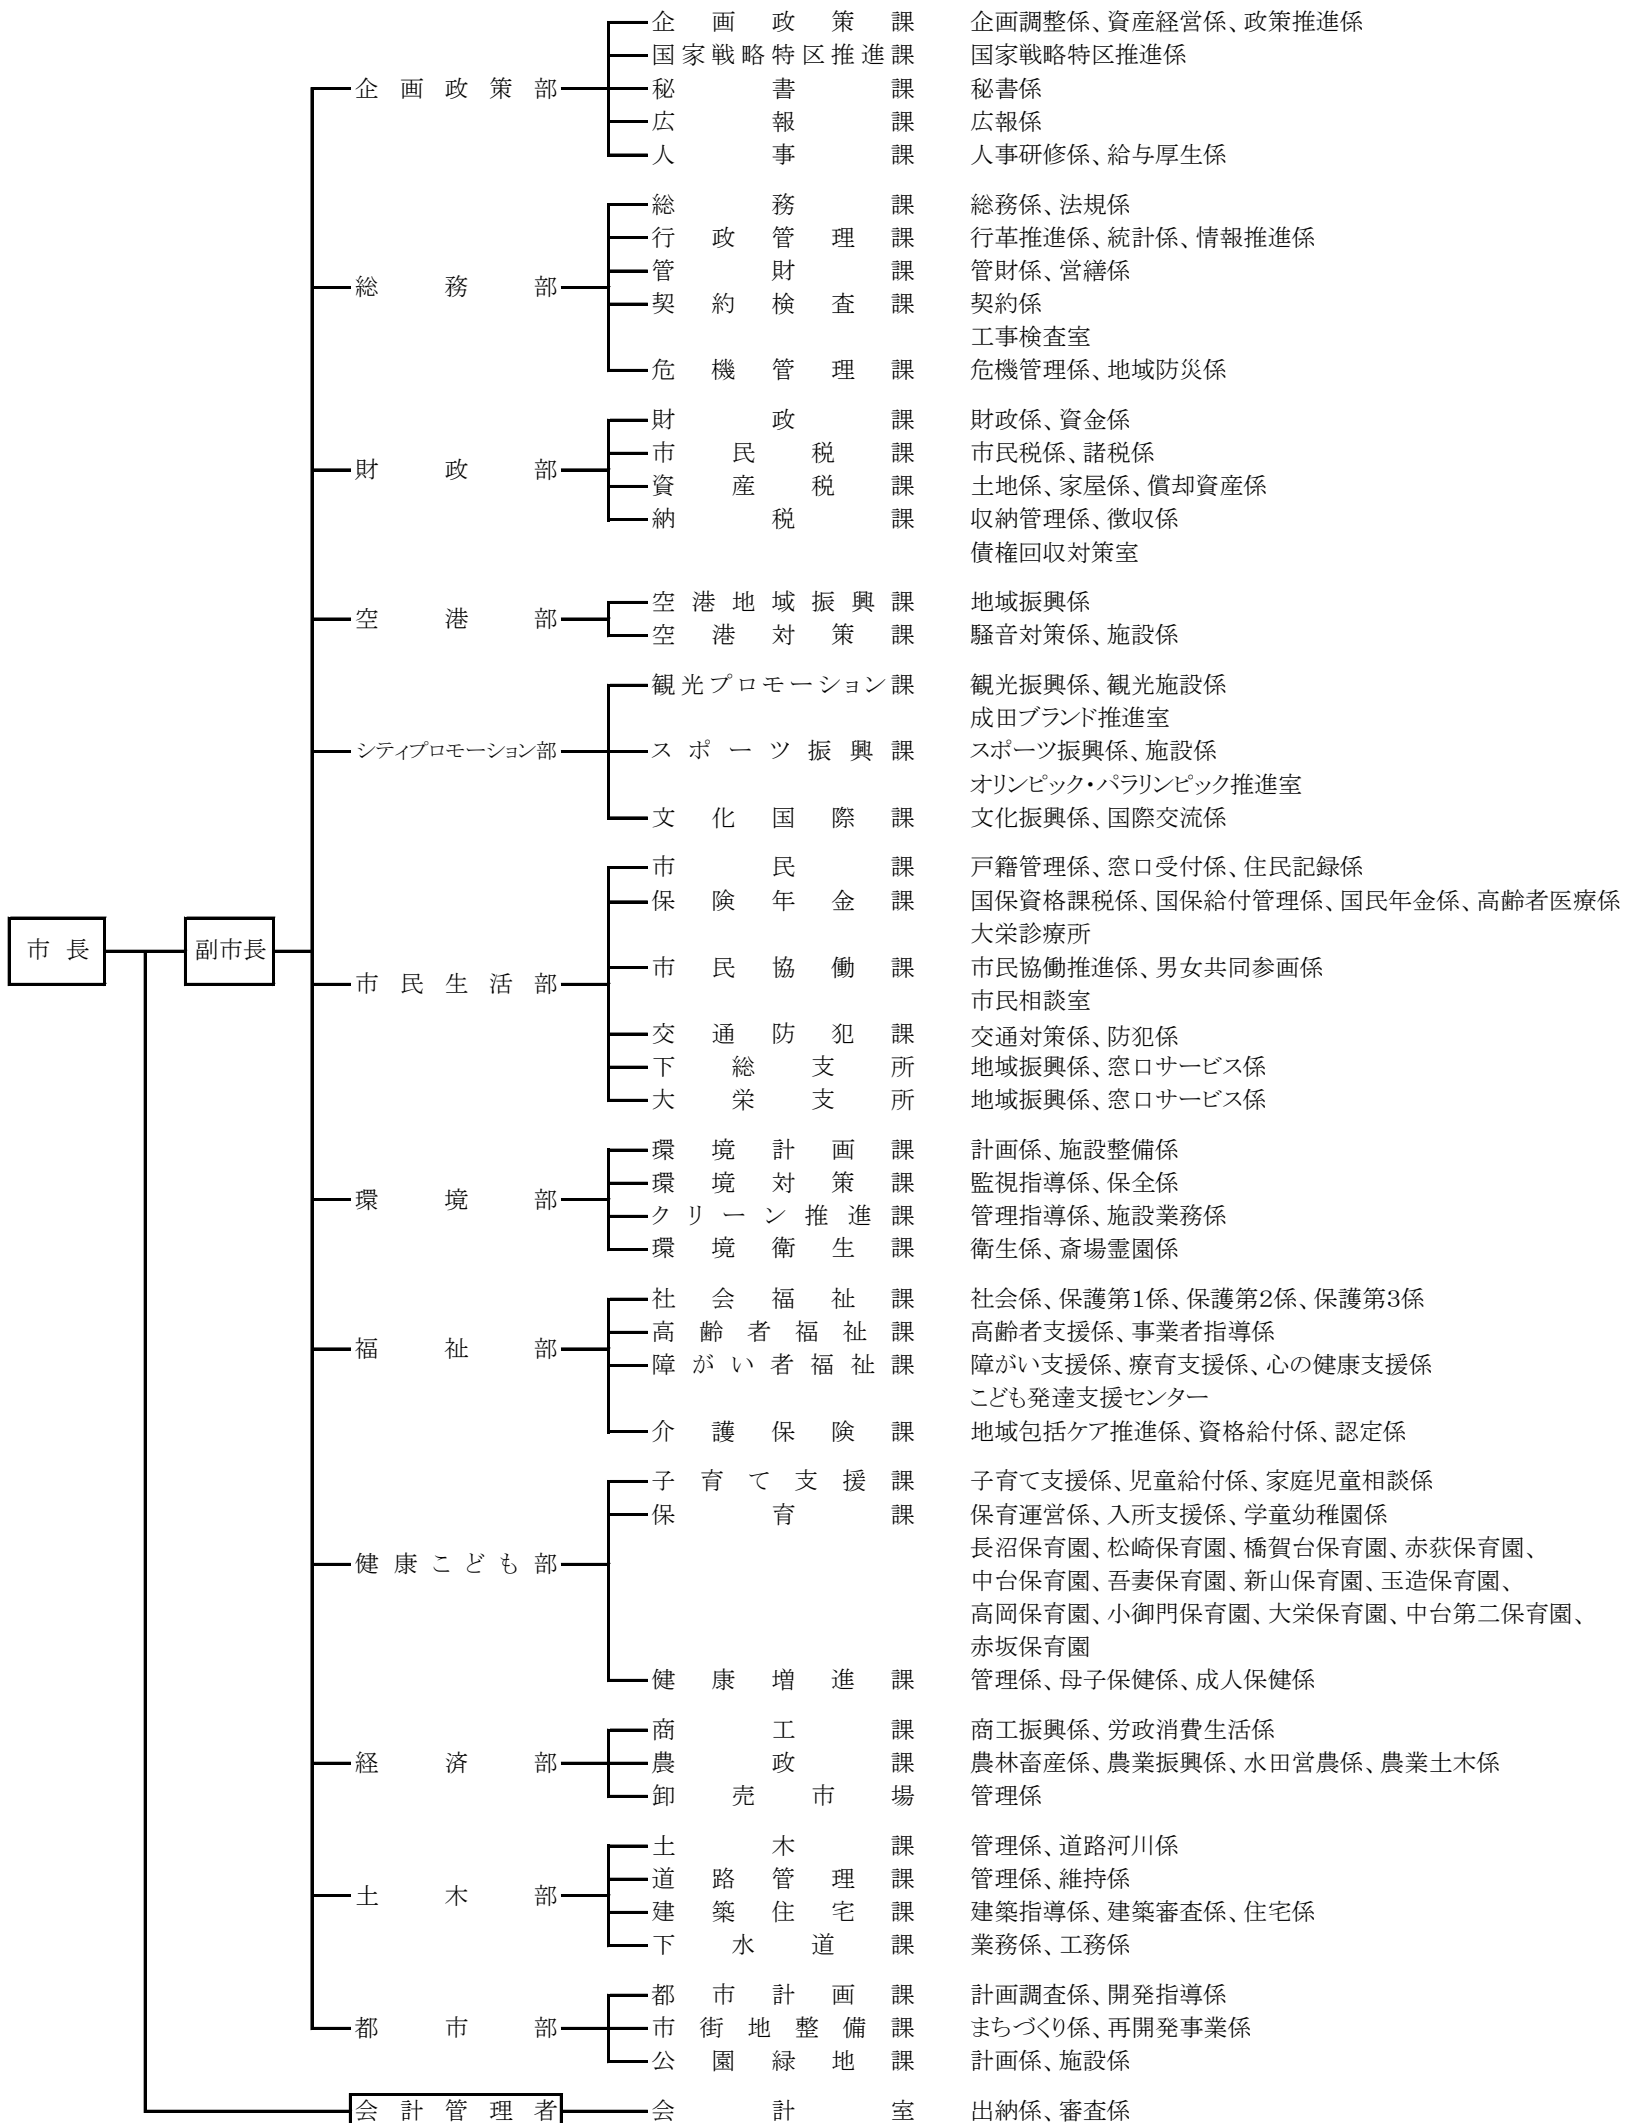 企画政策課 企画調整係、資産経営係、政策推進係
国家戦略特区推進課 国家戦略特区推進係
企画政策部 秘書課 秘書係
広報課 広報係
人事課 人事研修係、給与厚生係
総務課 総務係、法規係
行政管理課 行革推進係、統計係、情報推進係
管財課 管財係、営繕係
総務部
契約検査課 契約係
工事検査室
危機管理課 危機管理係、地域防災係
財政課 財政係、資金係
市民税課 市民税係、諸税係
財政部
資産税課 土地係、家屋係、償却資産係
納税課 収納管理係、徴収係
債権回収対策室
空港地域振興課 地域振興係
空港部
空港対策課 騒音対策係、施設係
観光プロモーション課 観光振興係、観光施設係
成田ブランド推進室
シティプロモーション部 スポーツ振興課 スポーツ振興係、施設係
オリンピック・パラリンピック推進室
文化国際課 文化振興係、国際交流係
市民課 戸籍管理係、窓口受付係、住民記録係
保険年金課 国保資格課税係、国保給付管理係、国民年金係、高齢者医療係
大栄診療所
市長 副市長
市民協働課 市民協働推進係、男女共同参画係
市民生活部
市民相談室
交通防犯課 交通対策係、防犯係
下総支所 地域振興係、窓口サービス係
大栄支所 地域振興係、窓口サービス係
環境計画課 計画係、施設整備係
環境対策課 監視指導係、保全係
環境部
クリーン推進課 管理指導係、施設業務係
環境衛生課 衛生係、斎場霊園係
社会福祉課 社会係、保護第1係、保護第2係、保護第3係
高齢者福祉課 高齢者支援係、事業者指導係
福祉部
障がい者福祉課 障がい支援係、療育支援係、心の健康支援係
こども発達支援センター
介護保険課 地域包括ケア推進係、資格給付係、認定係
子育て支援課 子育て支援係、児童給付係、家庭児童相談係
保育課 保育運営係、入所支援係、学童幼稚園係
長沼保育園、松崎保育園、橋賀台保育園、赤荻保育園、
健康こども部
中台保育園、吾妻保育園、新山保育園、玉造保育園、
高岡保育園、小御門保育園、大栄保育園、中台第二保育園、
赤坂保育園
健康増進課 管理係、母子保健係、成人保健係
商工課 商工振興係、労政消費生活係
経済部 農政課 農林畜産係、農業振興係、水田営農係、農業土木係
卸売市場 管理係
土木課 管理係、道路河川係
道路管理課 管理係、維持係
土木部
建築住宅課 建築指導係、建築審査係、住宅係
下水道課 業務係、工務係
都市計画課 計画調査係、開発指導係
都市部 市街地整備課 まちづくり係、再開発事業係
公園緑地課 計画係、施設係
会計管理者 会計室 出納係、審査係